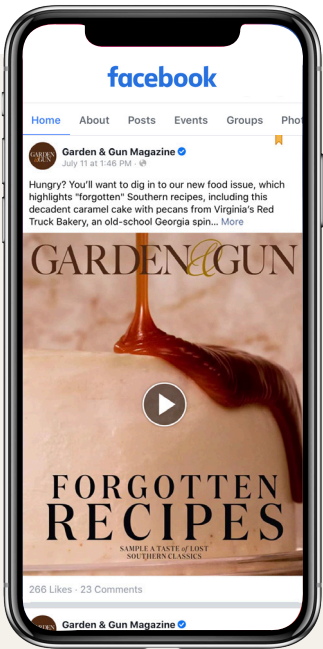 facebook
Home About Posts Events Groups Phot
GARDEN & GUN
Garden & Gun Magazine
July 11 at 1:46 PM ·
Hungry? You'll want to dig in to our new food issue, which
highlights "forgotten" Southern recipes, including this
decadent caramel cake with pecans from Virginia's Red
Truck Bakery, an old-school Georgia spin... More
GARDEN & GUN
FORGOTTEN
RECIPES
SAMPLE A TASTE of LOST
SOUTHERN CLASSICS
266 Likes · 23 Comments
Garden & Gun Magazine